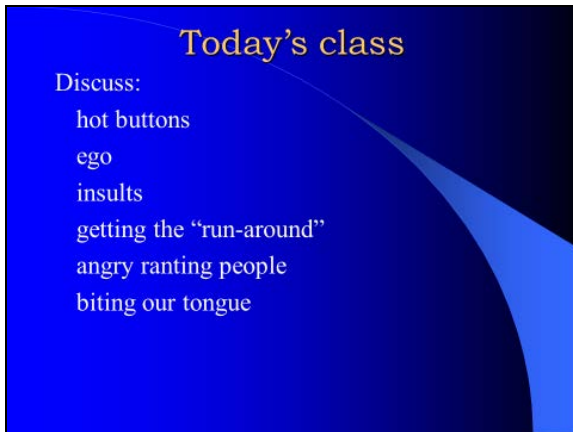 Today’s class
Discuss:
hot buttons
ego
insults
getting the “run-around”
angry ranting people
biting our tongue